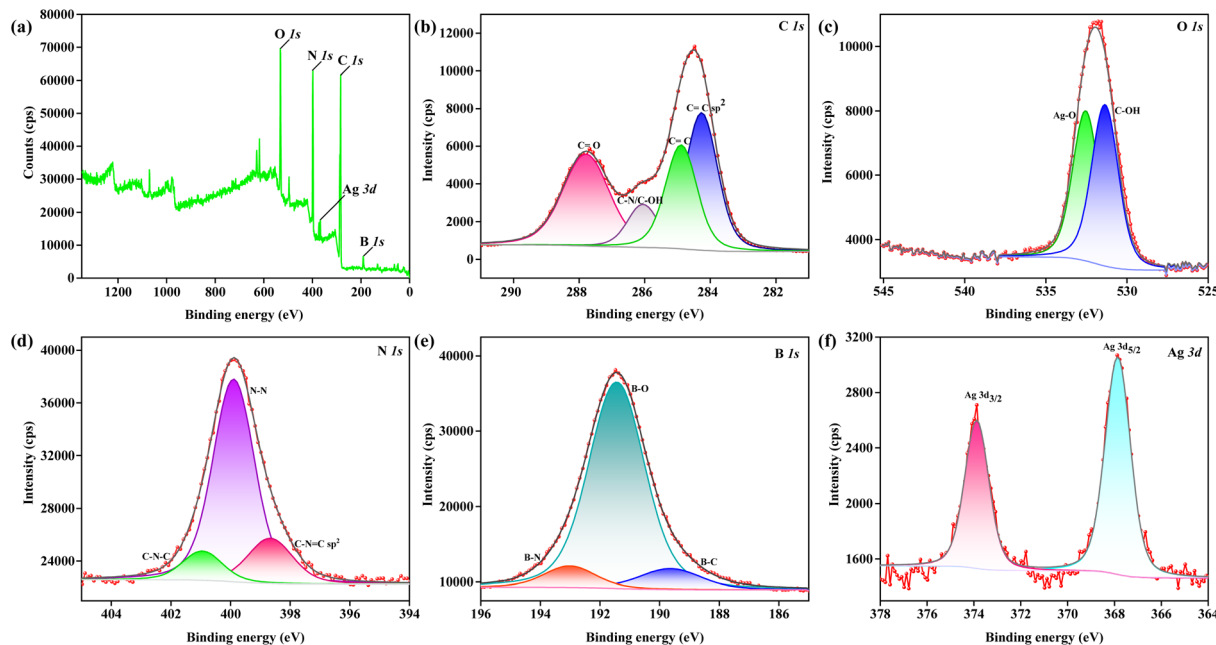 (a)
80000
70000
60000
50000
40000
30000
20000
10000
0
Counts (cps)
O 1s
N 1s
C 1s
Ag 3d
B 1s
1200 1000 800 600 400 200 0
Binding energy (eV)
(b)
C 1s
12000
10000
8000
6000
4000
2000
0
Intensity (cps)
C= O
C-N/C-OH
C= C
C= C sp2
290 288 286 284 282
Binding energy (eV)
(c)
O 1s
10000
8000
6000
4000
Intensity (cps)
Ag-O
C-OH
545 540 535 530 525
Binding energy (eV)
(d)
N 1s
40000
36000
32000
28000
24000
Intensity (cps)
N-N
C-N-C
C-N=C sp2
404 402 400 398 396 394
Binding energy (eV)
(e)
B 1s
40000
30000
20000
10000
Intensity (cps)
B-O
B-N
B-C
196 194 192 190 188 186
Binding energy (eV)
(f)
Ag 3d
3200
2800
2400
2000
1600
Intensity (cps)
Ag 3d3/2
Ag 3d5/2
378 376 374 372 370 368 366 364
Binding energy (eV)